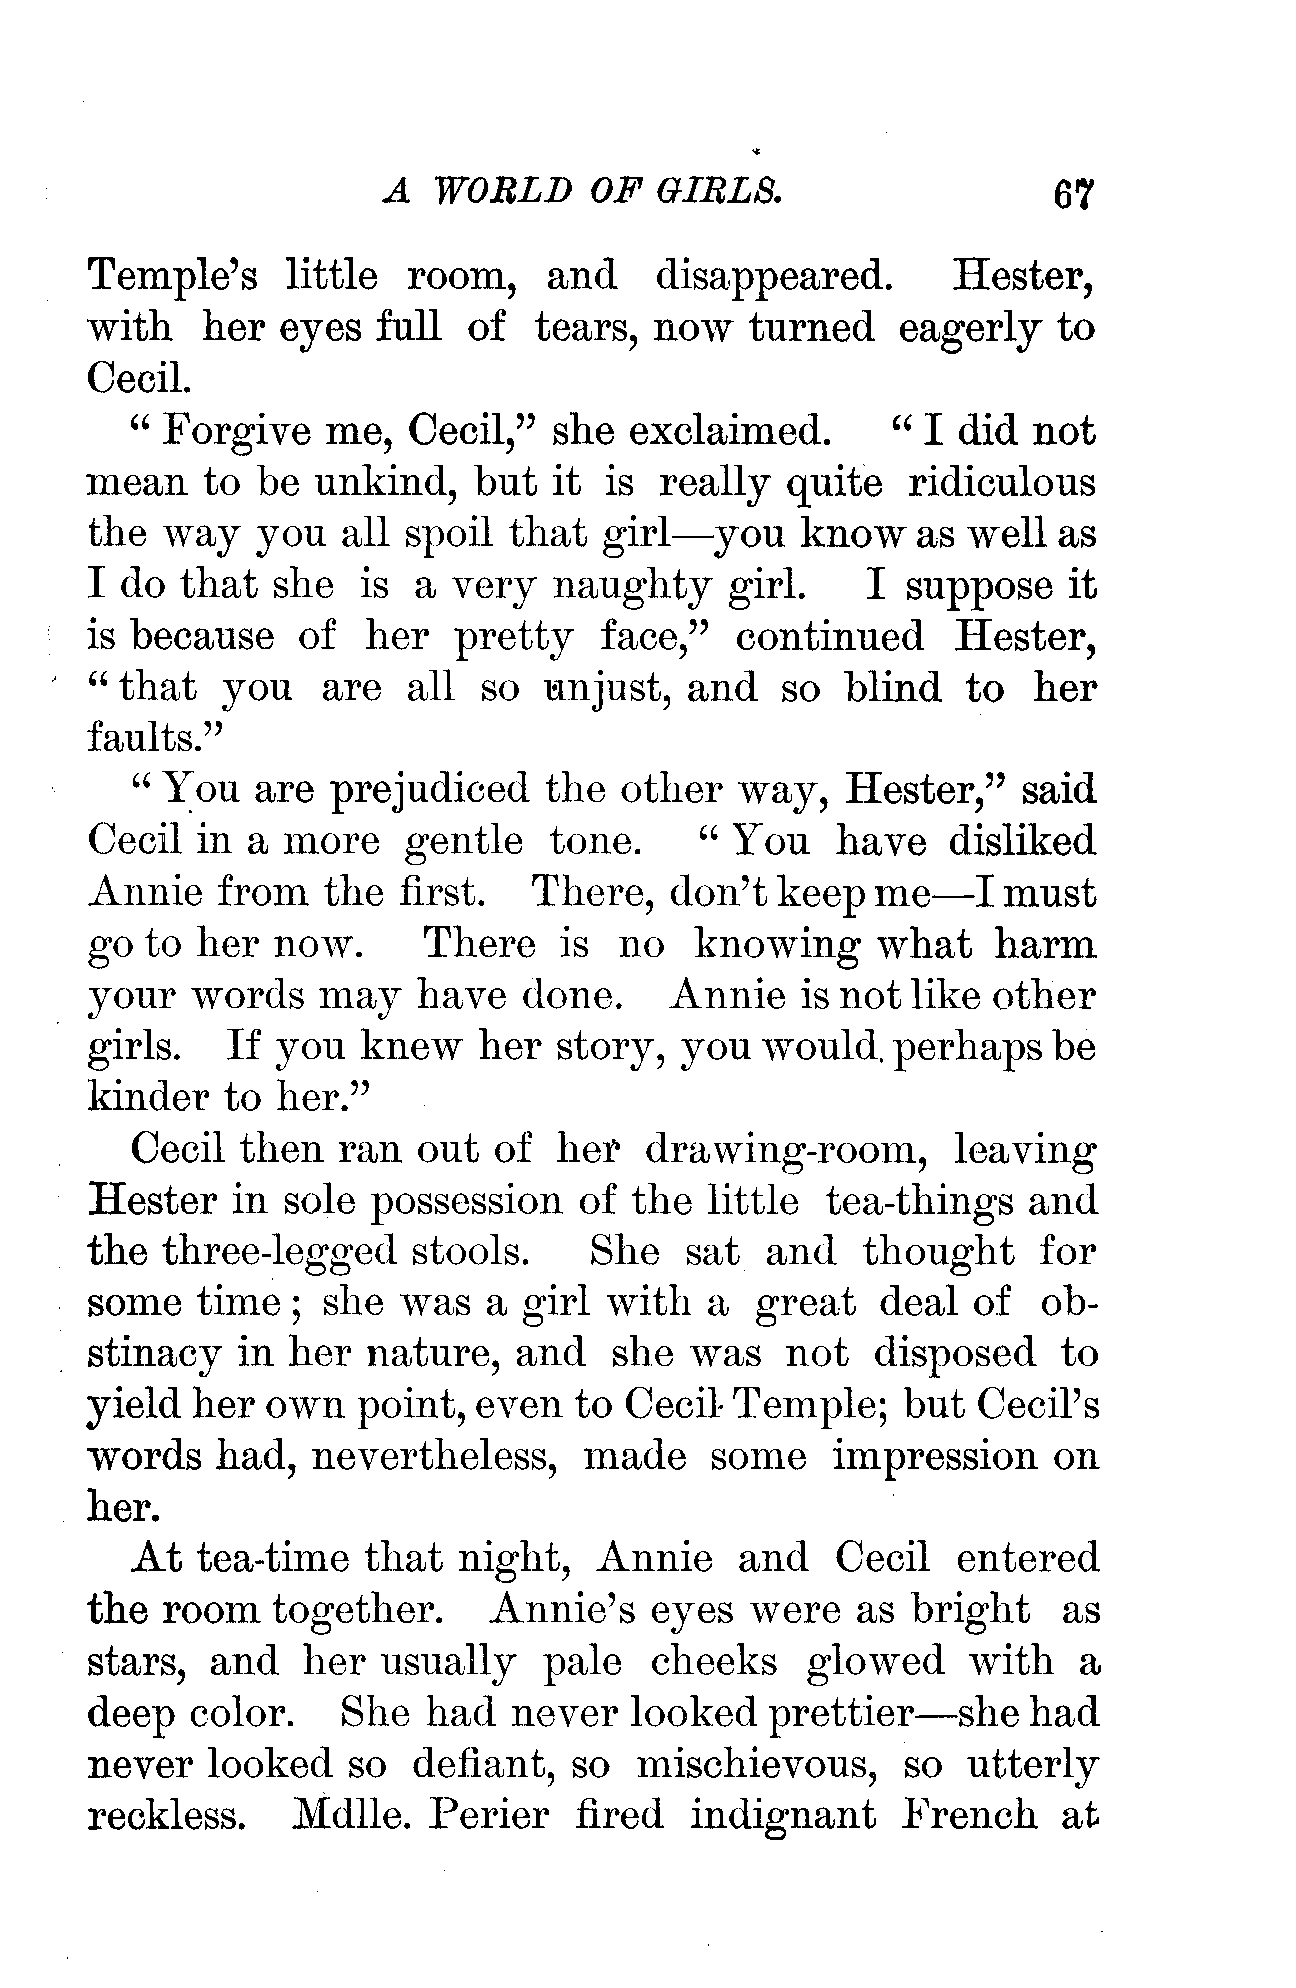 A WORLD OF GIRLS. 67
Temple's little room, and disappeared. Hester,
with her eyes full of tears, now turned eagerly to
Cecil.
“ Forgive me, Cecil,” she exclaimed. “ I did not
mean to be unkind, but it is really quite ridiculous
the way you all spoil that girl—you know as well as
I do that she is a very naughty girl. I suppose it
is because of her pretty face,” continued Hester,
“ that you are all so unjust, and so blind to her
faults.”
“ You are prejudiced the other way, Hester,” said
Cecil in a more gentle tone. “ You have disliked
Annie from the first. There, don't keep me—I must
go to her now. There is no knowing what harm
your words may have done. Annie is not like other
girls. If you knew her story, you would perhaps be
kinder to her.”
Cecil then ran out of her drawing-room, leaving
Hester in sole possession of the little tea-things and
the three-legged stools. She sat and thought for
some time ; she was a girl with a great deal of ob-
stinacy in her nature, and she was not disposed to
yield her own point, even to Cecil Temple; but Cecil's
words had, nevertheless, made some impression on
her.
At tea-time that night, Annie and Cecil entered
the room together. Annie's eyes were as bright as
stars, and her usually pale cheeks glowed with a
deep color. She had never looked prettier—she had
never looked so defiant, so mischievous, so utterly
reckless. Mdlle. Perier fired indignant French at